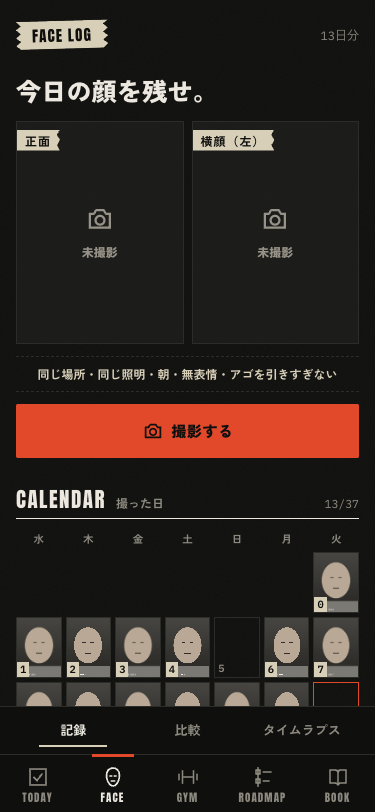 FACE LOG
13日分
今日の顔を残せ。
正面
横顔（左）
未撮影
未撮影
同じ場所・同じ照明・朝・無表情・アゴを引きすぎない
撮影する
CALENDAR 撮った日
13/37
水 木 金 土 日 月 火
0
1 2 3 4 5 6 7
記録 比較 タイムラプス
TODAY FACE GYM ROADMAP BOOK